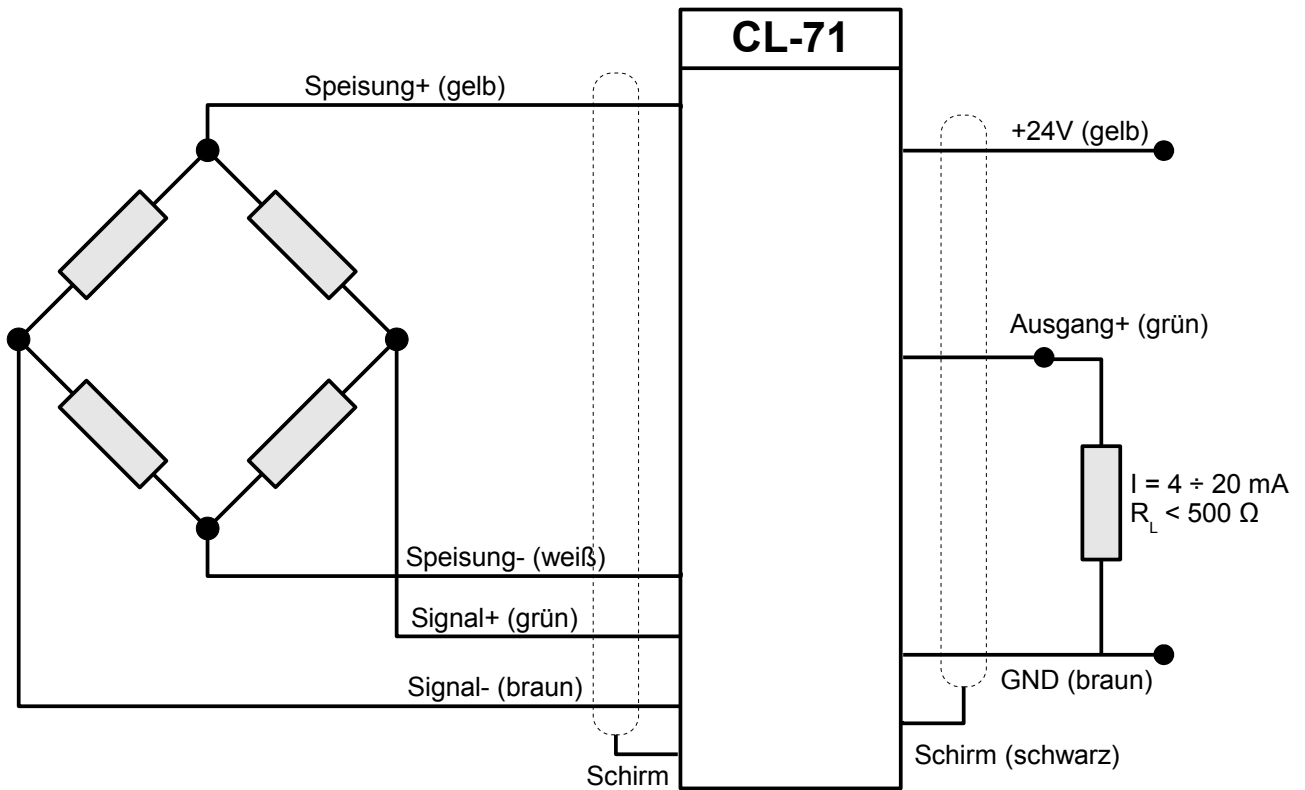 CL-71
Speisung+ (gelb)
+24V (gelb)
Ausgang+ (grün)
I = 4 ÷ 20 mA
R_L < 500 Ω
Speisung- (weiß)
Signal+ (grün)
Signal- (braun)
GND (braun)
Schirm
Schirm (schwarz)